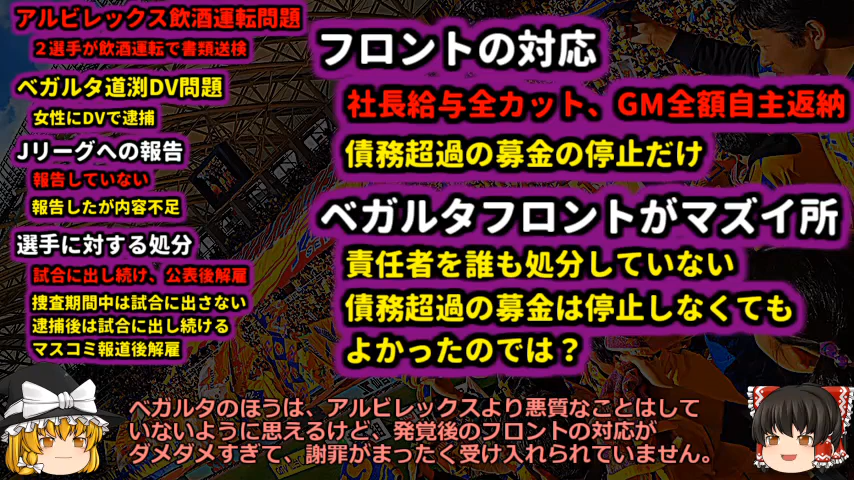 アルビレックス飲酒運転問題
２選手が飲酒運転で書類送検
ベガルタ道渕DV問題
女性にDVで逮捕
Jリーグへの報告
報告していない
報告したが内容不足
選手に対する処分
試合に出し続け、公表後解雇
捜査期間中は試合に出さない
逮捕後は試合に出し続ける
マスコミ報道後解雇
フロントの対応
社長給与全カット、GM全額自主返納
債務超過の募金の停止だけ
ベガルタフロントがマズイ所
責任者を誰も処分していない
債務超過の募金は停止しなくても
よかったのでは？
ベガルタのほうは、アルビレックスより悪質なことはして
いないように思えるけど、発覚後のフロントの対応が
ダメダメすぎて、謝罪がまったく受け入れられていません。